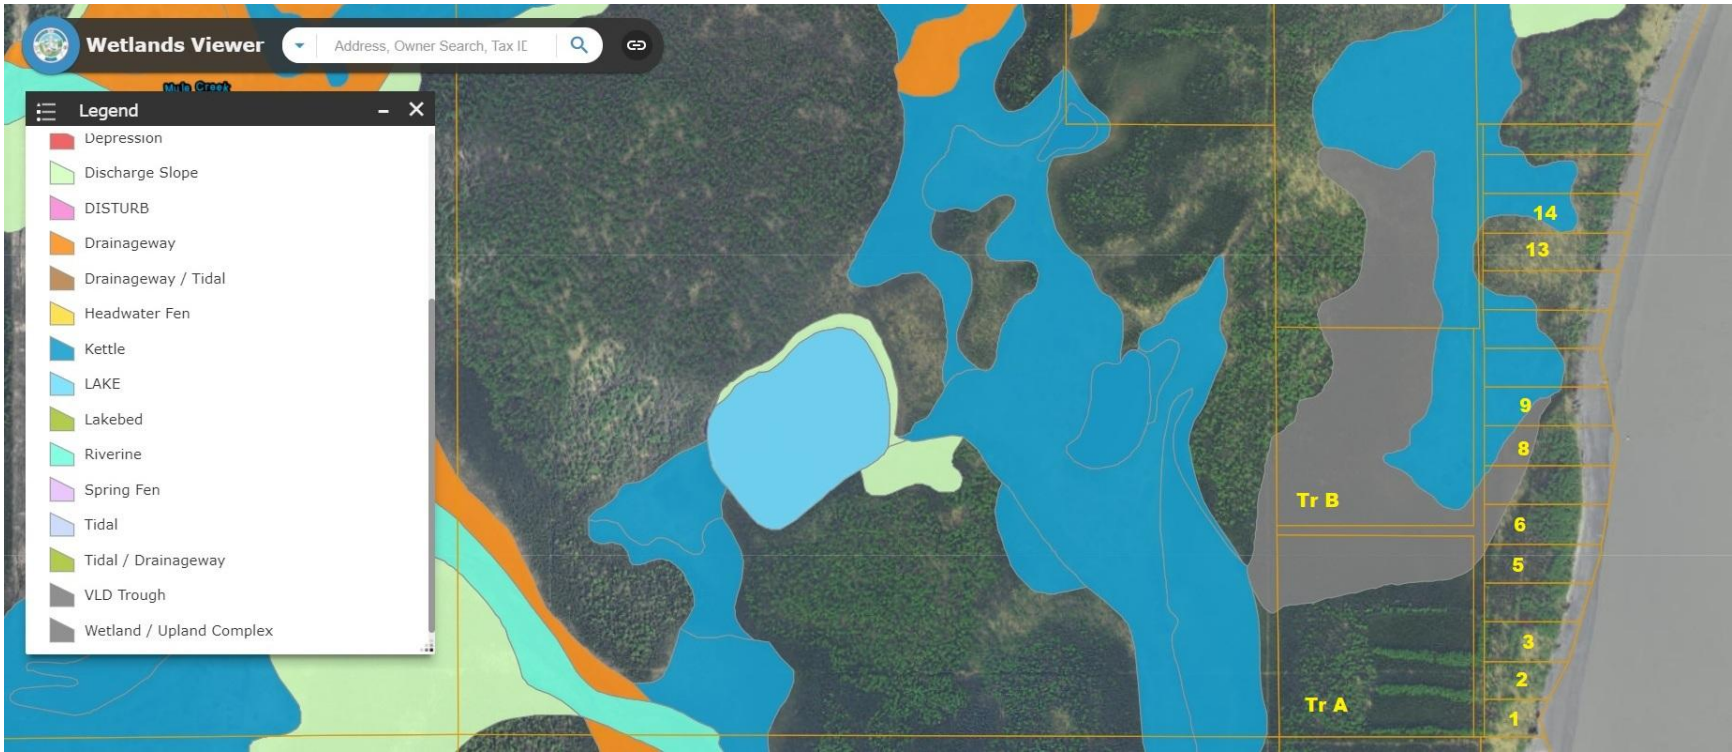 Wetlands Viewer
Address, Owner Search, Tax ID
Mule Creek
Legend
Depression
Discharge Slope
DISTURB
Drainageway
Drainageway / Tidal
Headwater Fen
Kettle
LAKE
Lakebed
Riverine
Spring Fen
Tidal
Tidal / Drainageway
VLD Trough
Wetland / Upland Complex
14
13
9
8
Tr B
6
5
3
2
Tr A
1